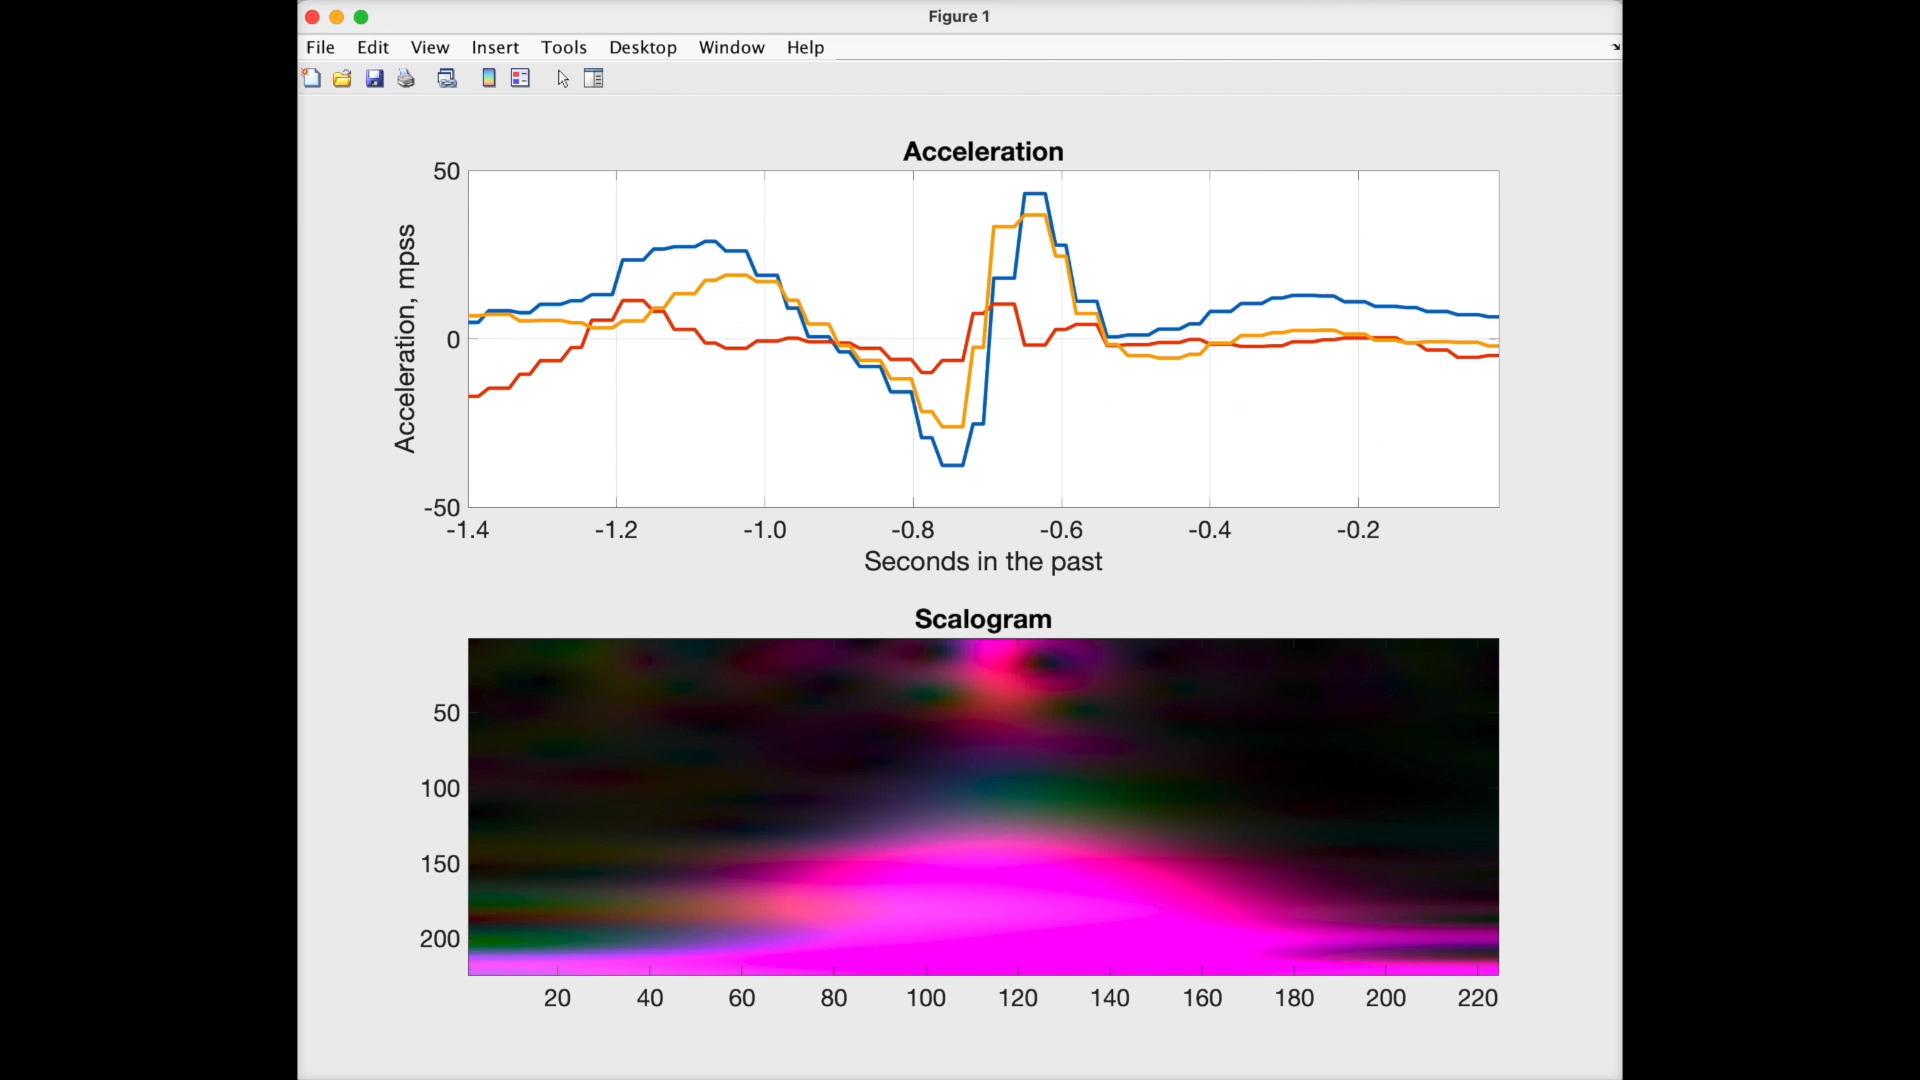 Figure 1
File Edit View Insert Tools Desktop Window Help
Acceleration
50
0
-50
Acceleration, mpss
-1.4 -1.2 -1.0 -0.8 -0.6 -0.4 -0.2
Seconds in the past
Scalogram
50
100
150
200
20 40 60 80 100 120 140 160 180 200 220